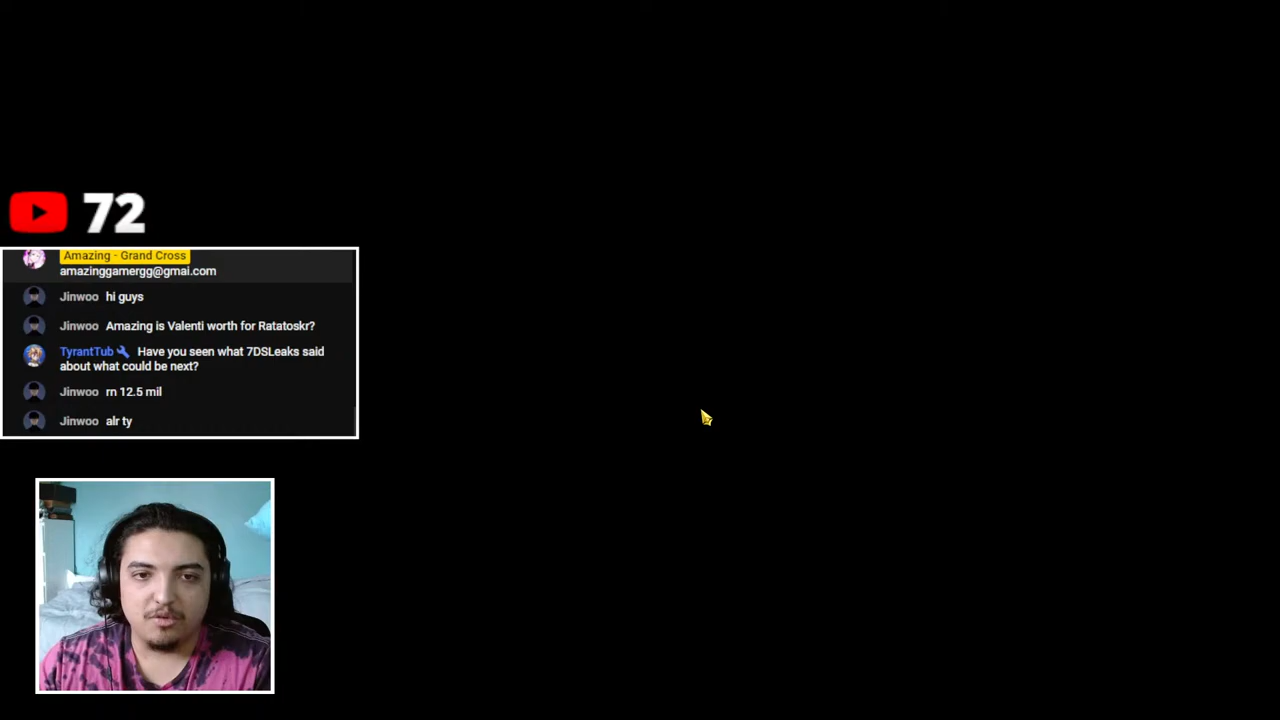 72
Amazing - Grand Cross
amazinggamergg@gmai.com
Jinwoo hi guys
Jinwoo Amazing is Valenti worth for Ratatoskr?
TyrantTub Have you seen what 7DSLeaks said
about what could be next?
Jinwoo rn 12.5 mil
Jinwoo alr ty